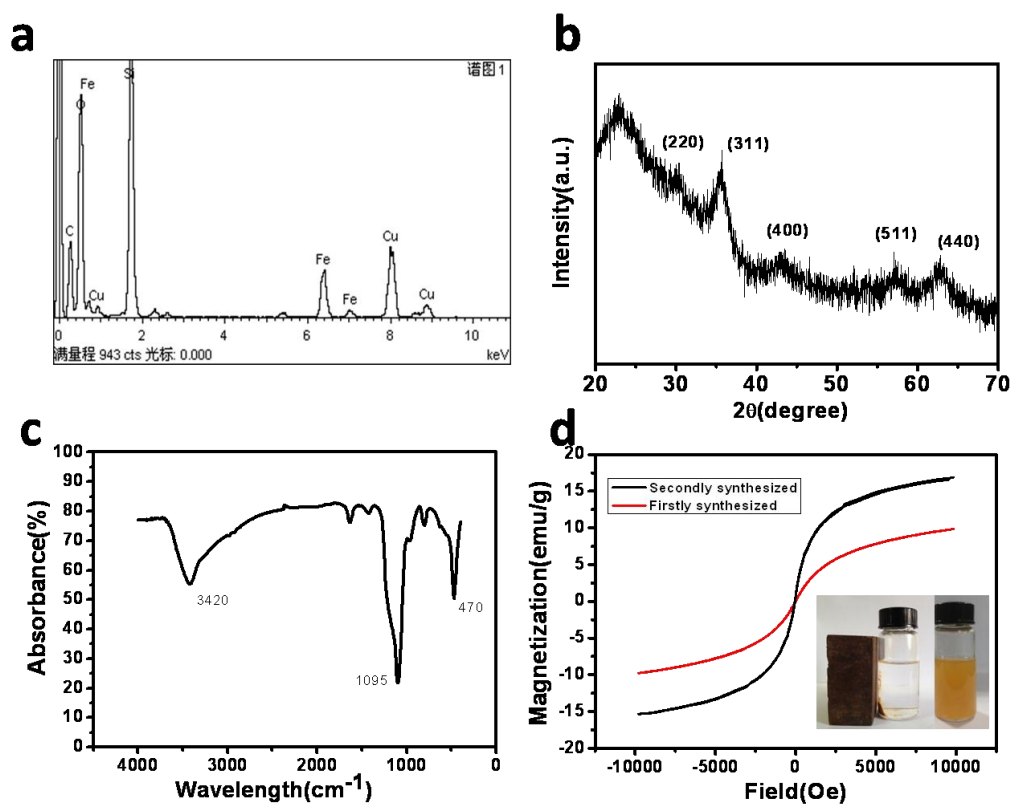 a
谱图 1
Si
Fe
O
C
Cu
Fe
Fe
Cu
Cu
0 2 4 6 8 10
满量程 943 cts 光标: 0.000 keV
b
Intensity(a.u.)
(220)
(311)
(400)
(511)
(440)
20 30 40 50 60 70
2θ(degree)
c
Absorbance(%)
100
90
80
70
60
50
40
30
20
10
0
3420
1095
470
4000 3000 2000 1000 0
Wavelength(cm⁻¹)
d
Magnetization(emu/g)
20
15
10
5
0
-5
-10
-15
-20
Secondly synthesized
Firstly synthesized
-10000 -5000 0 5000 10000
Field(Oe)